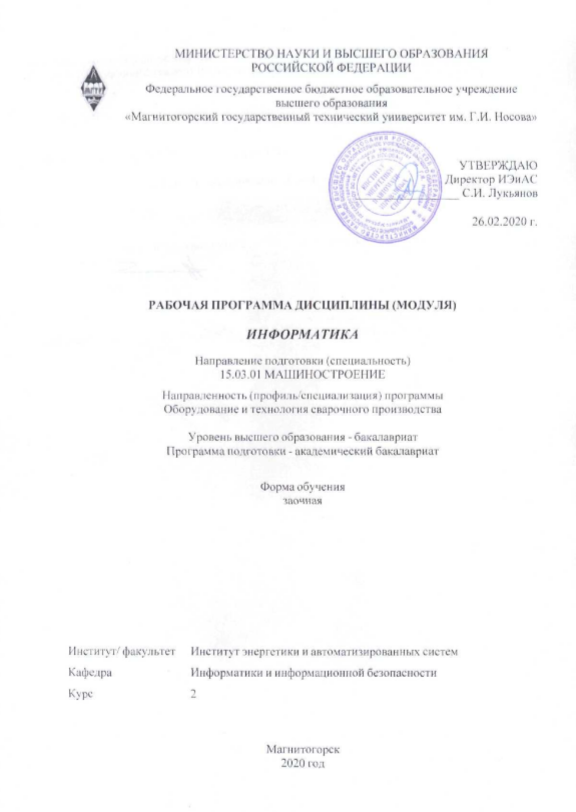 МИНИСТЕРСТВО НАУКИ И ВЫСШЕГО ОБРАЗОВАНИЯ
РОССИЙСКОЙ ФЕДЕРАЦИИ
Федеральное государственное бюджетное образовательное учреждение
высшего образования
«Магнитогорский государственный технический университет им. Г.И. Носова»
УТВЕРЖДАЮ
Директор ИЭиАС
С.И. Лукьянов
26.02.2020 г.
РАБОЧАЯ ПРОГРАММА ДИСЦИПЛИНЫ (МОДУЛЯ)
ИНФОРМАТИКА
Направление подготовки (специальность)
15.03.01 МАШИНОСТРОЕНИЕ
Направленность (профиль/специализация) программы
Оборудование и технология сварочного производства
Уровень высшего образования - бакалавриат
Программа подготовки - академический бакалавриат
Форма обучения
заочная
Институт/ факультет Институт энергетики и автоматизированных систем
Кафедра Информатики и информационной безопасности
Курс 2
Магнитогорск
2020 год